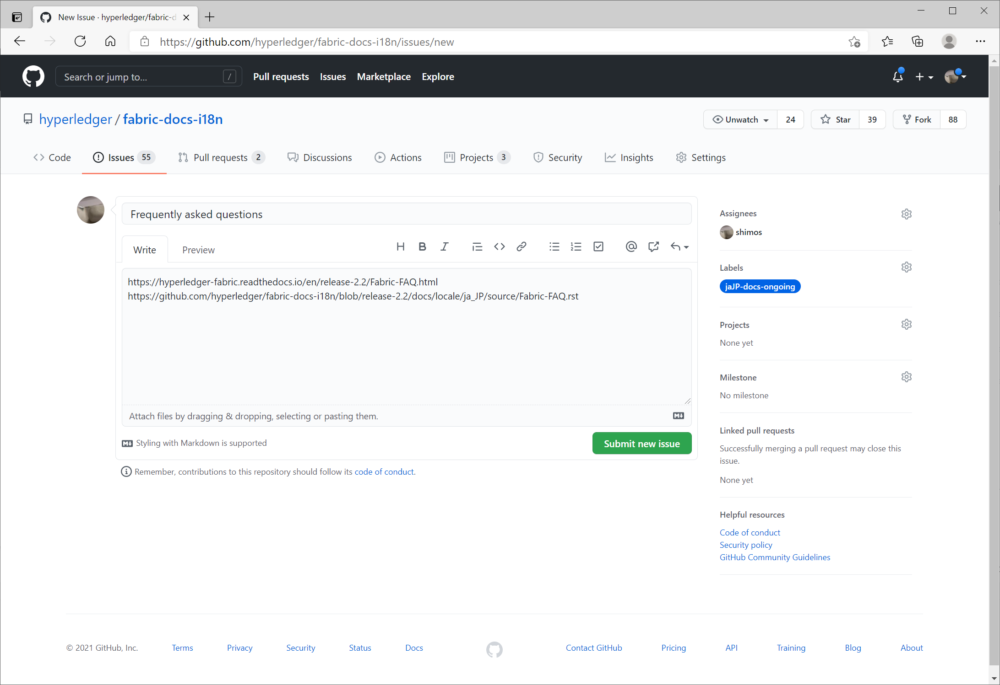 New Issue · hyperledger/fabric-d
https://github.com/hyperledger/fabric-docs-i18n/issues/new
Search or jump to... /
Pull requests Issues Marketplace Explore
hyperledger / fabric-docs-i18n
Unwatch 24 Star 39 Fork 88
Code Issues 55 Pull requests 2 Discussions Actions Projects 3 Security Insights Settings
Frequently asked questions
Write Preview
https://hyperledger-fabric.readthedocs.io/en/release-2.2/Fabric-FAQ.html
https://github.com/hyperledger/fabric-docs-i18n/blob/release-2.2/docs/locale/ja_JP/source/Fabric-FAQ.rst
Attach files by dragging & dropping, selecting or pasting them.
Styling with Markdown is supported
Submit new issue
Remember, contributions to this repository should follow its code of conduct.
Assignees
shimos
Labels
jaJP-docs-ongoing
Projects
None yet
Milestone
No milestone
Linked pull requests
Successfully merging a pull request may close this
issue.
None yet
Helpful resources
Code of conduct
Security policy
GitHub Community Guidelines
© 2021 GitHub, Inc. Terms Privacy Security Status Docs Contact GitHub Pricing API Training Blog About